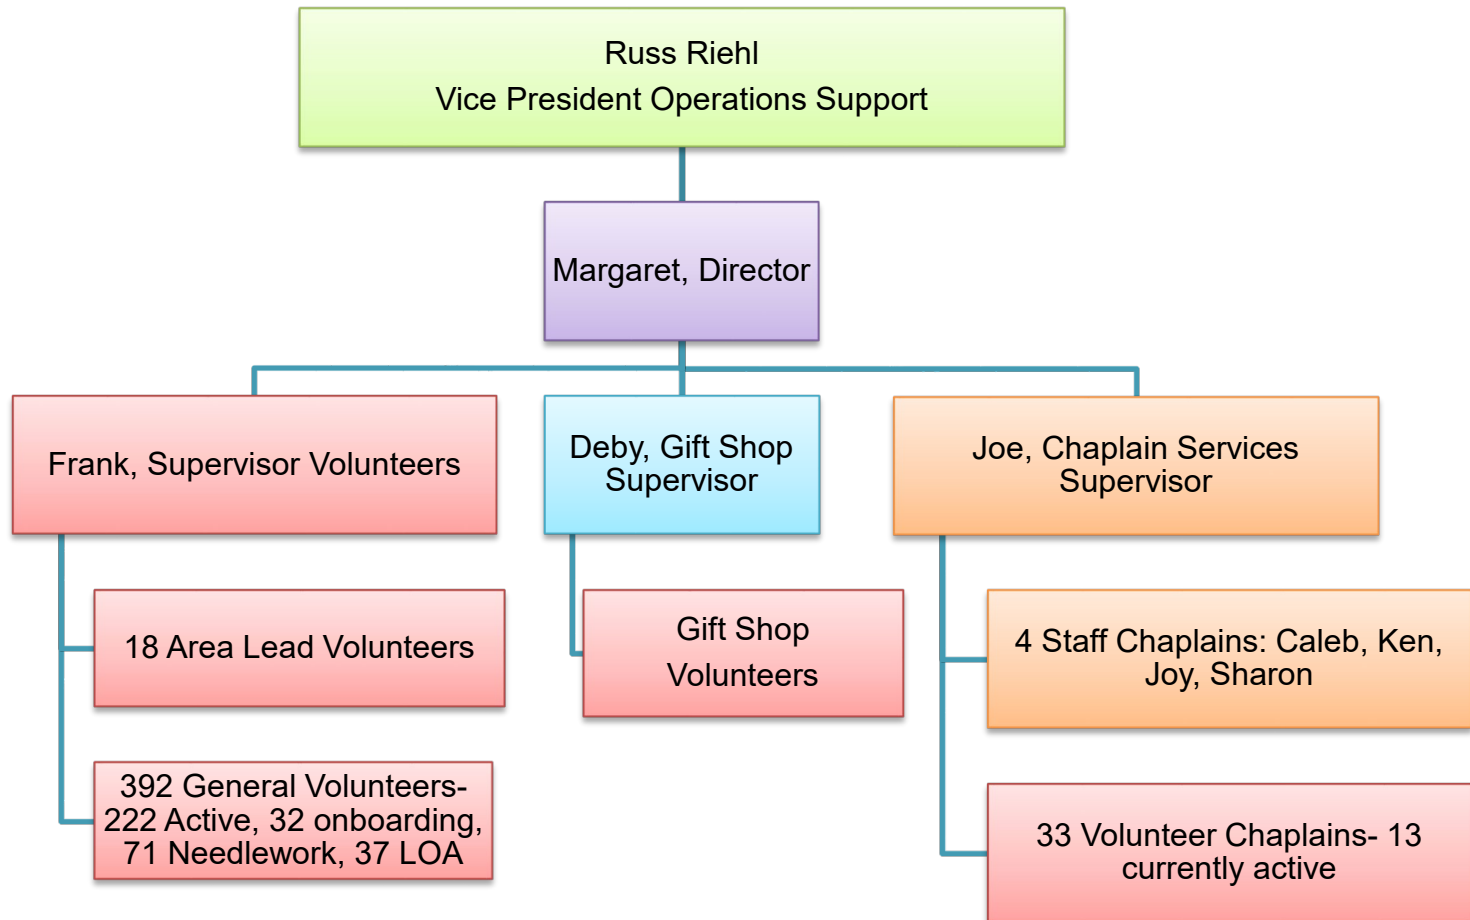 Russ Riehl
Vice President Operations Support
Margaret, Director
Frank, Supervisor Volunteers
Deby, Gift Shop
Supervisor
Joe, Chaplain Services
Supervisor
18 Area Lead Volunteers
392 General Volunteers-
222 Active, 32 onboarding,
71 Needlework, 37 LOA
Gift Shop
Volunteers
4 Staff Chaplains: Caleb, Ken,
Joy, Sharon
33 Volunteer Chaplains- 13
currently active